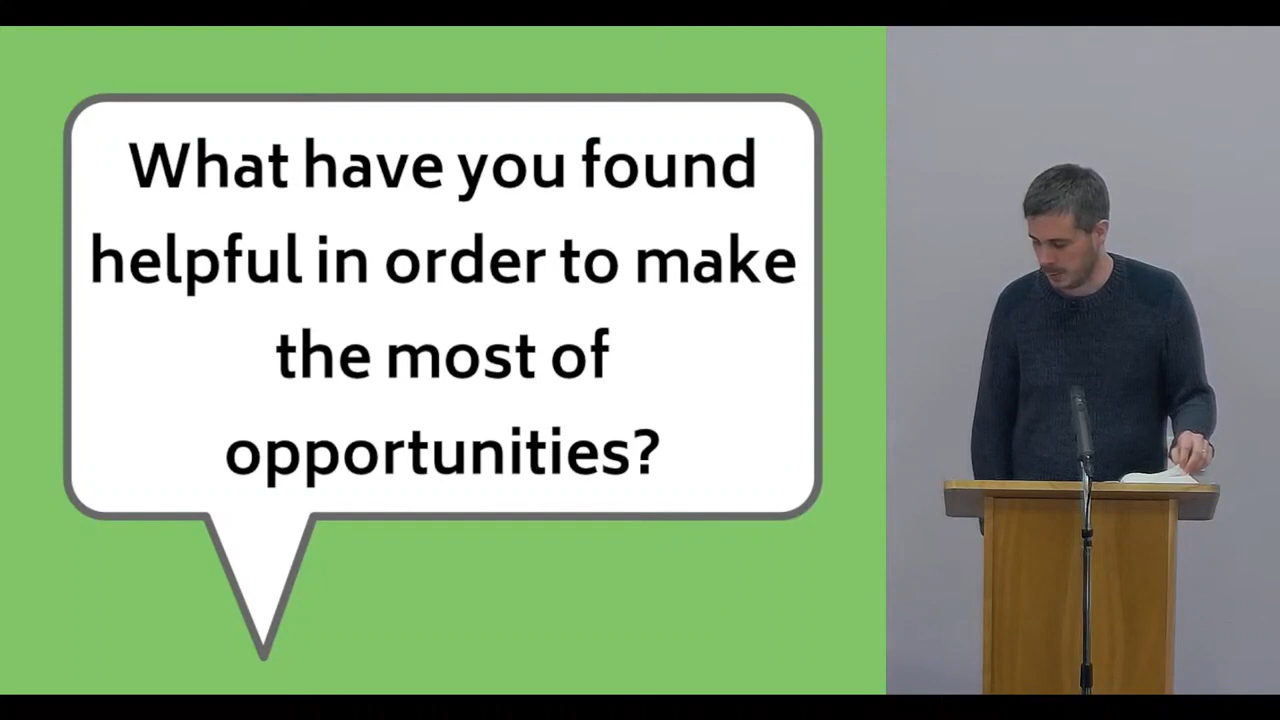 What have you found
helpful in order to make
the most of
opportunities?